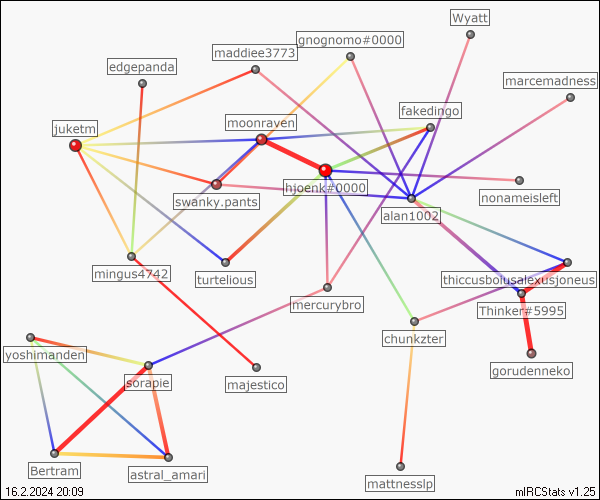 Wyatt
gnognomo#0000
maddiee3773
edgepanda
marcemadness
fakedingo
moonraven
juketm
hjoenk#0000
nonameisleft
swanky.pants
alan1002
mingus4742
turtelious
thiccusbolusalexusjoneus
mercurybro
Thinker#5995
chunkzter
yoshimanden
gorudenneko
sorapie
majestico
Bertram
astral_amari
mattnesslp
16.2.2024 20:09
mIRCStats v1.25